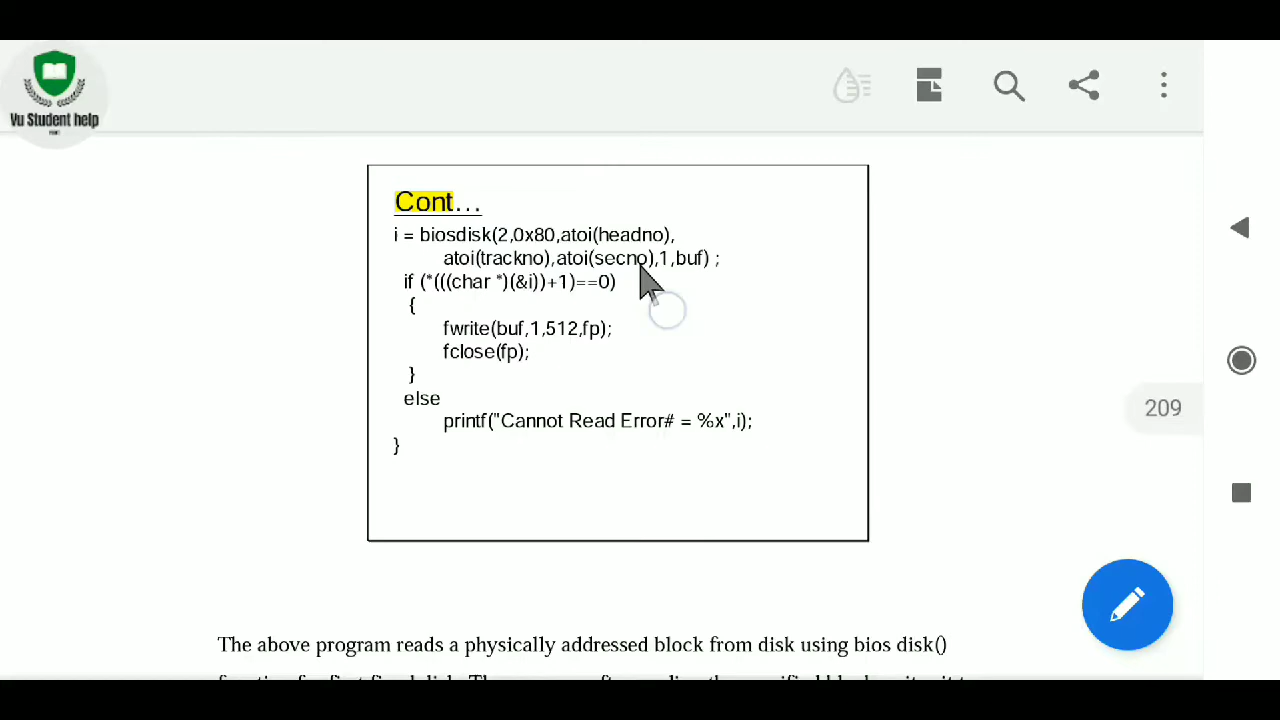 Vu Student help
Cont...
i = biosdisk(2,0x80,atoi(headno),
atoi(trackno),atoi(secno),1,buf) ;
if (*(((char *)(&i))+1)==0)
{
fwrite(buf,1,512,fp);
fclose(fp);
}
else
printf("Cannot Read Error# = %x",i);
}
209
The above program reads a physically addressed block from disk using bios disk()